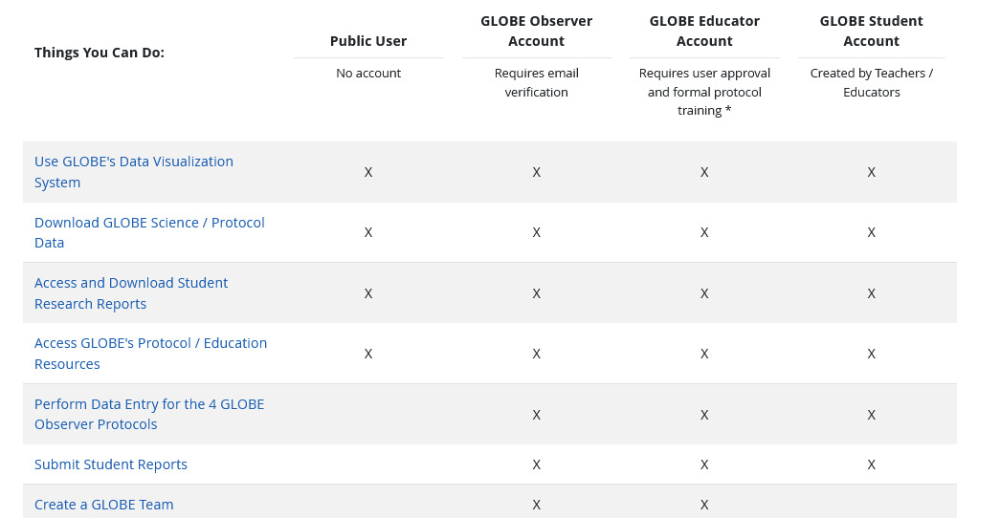 Things You Can Do:
Public User
No account
GLOBE Observer
Account
Requires email
verification
GLOBE Educator
Account
Requires user approval
and formal protocol
training *
GLOBE Student
Account
Created by Teachers /
Educators
Use GLOBE's Data Visualization
System
X X X X
Download GLOBE Science / Protocol
Data
X X X X
Access and Download Student
Research Reports
X X X X
Access GLOBE's Protocol / Education
Resources
X X X X
Perform Data Entry for the 4 GLOBE
Observer Protocols
X X X
Submit Student Reports X X X
Create a GLOBE Team X X